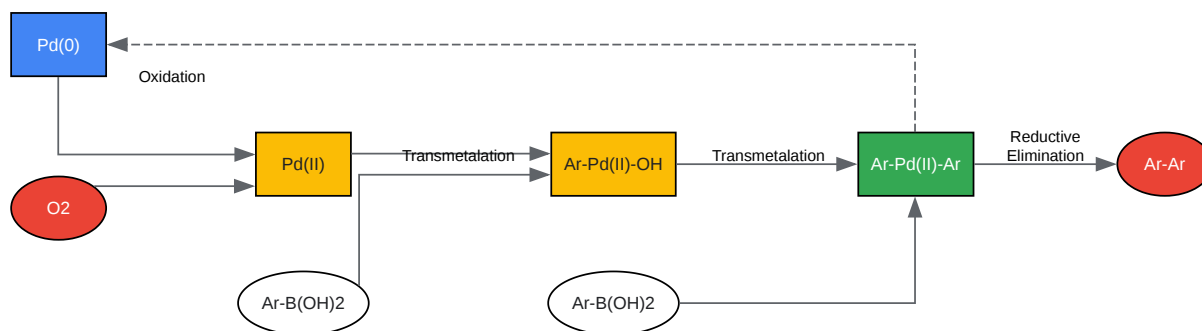 Pd(0)
Oxidation
Pd(II)
Transmetalation
Ar-Pd(II)-OH
Transmetalation
Ar-Pd(II)-Ar
Reductive
Elimination
Ar-Ar
O2
Ar-B(OH)2
Ar-B(OH)2